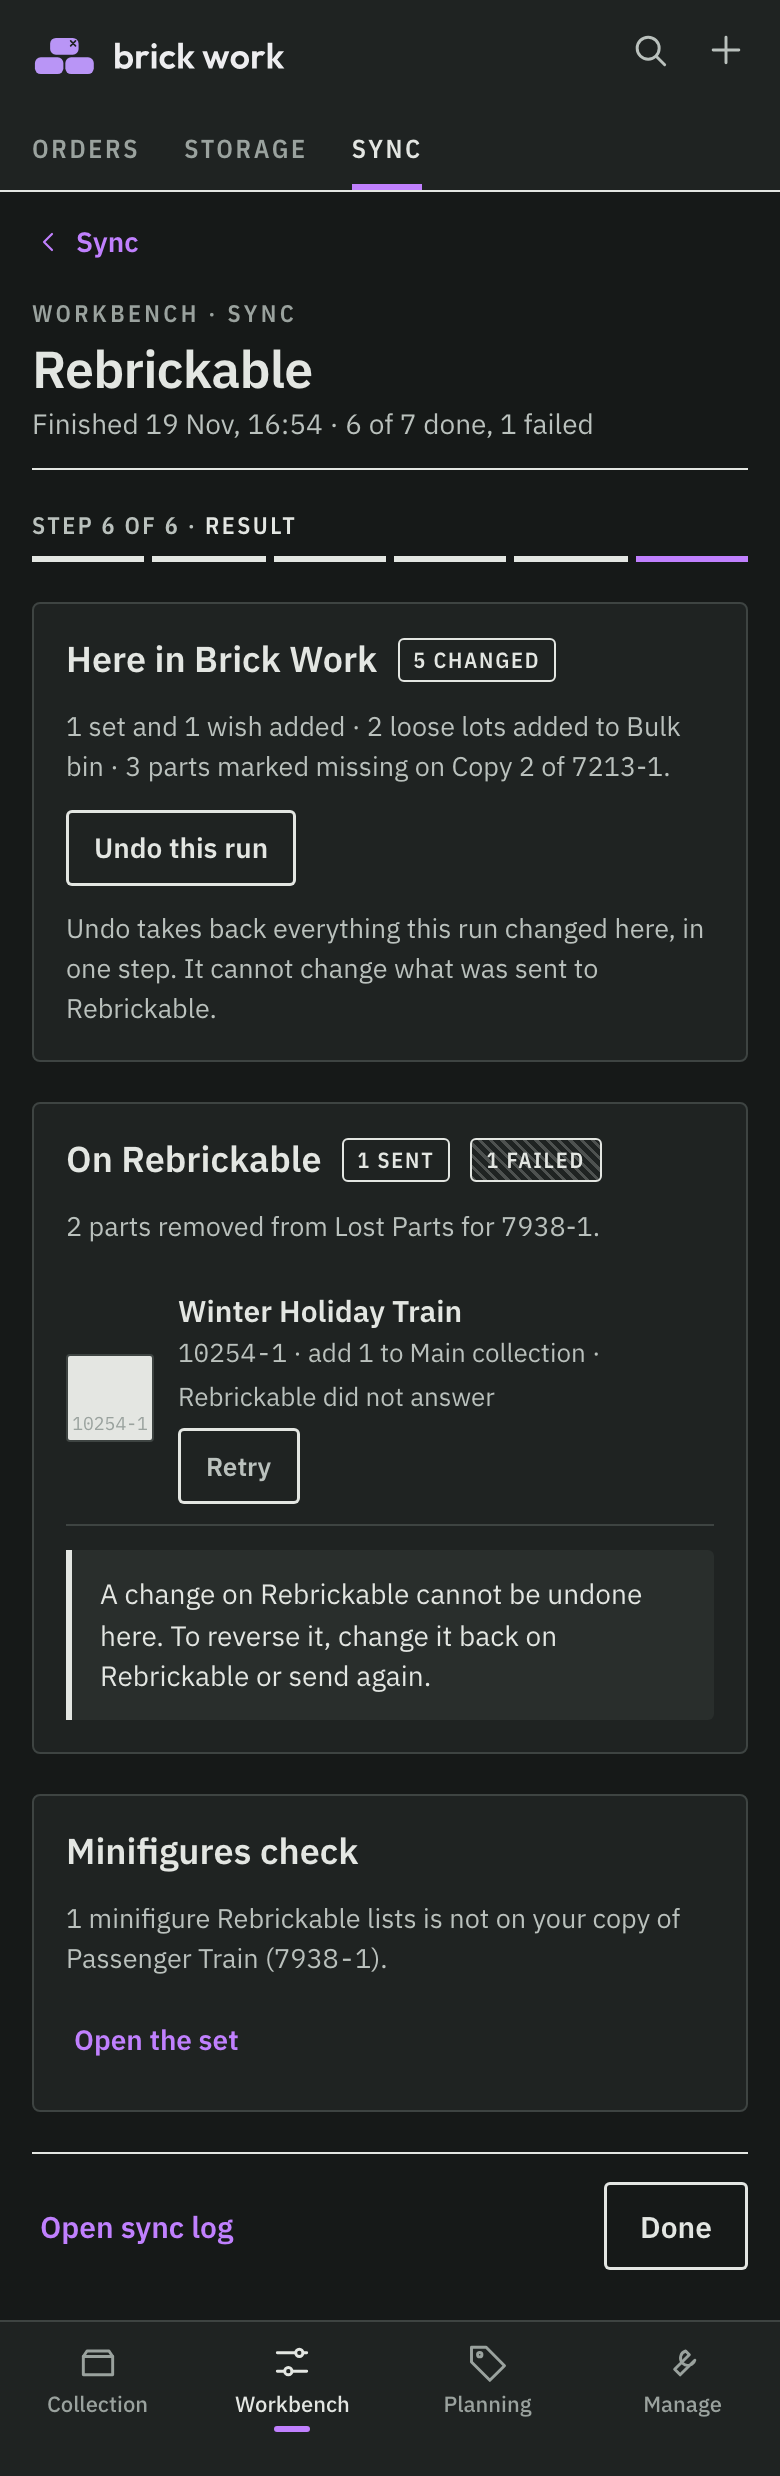 brick work
ORDERS STORAGE SYNC
Sync
WORKBENCH · SYNC
Rebrickable
Finished 19 Nov, 16:54 · 6 of 7 done, 1 failed
STEP 6 OF 6 · RESULT
Here in Brick Work 5 CHANGED
1 set and 1 wish added · 2 loose lots added to Bulk
bin · 3 parts marked missing on Copy 2 of 7213-1.
Undo this run
Undo takes back everything this run changed here, in
one step. It cannot change what was sent to
Rebrickable.
On Rebrickable 1 SENT 1 FAILED
2 parts removed from Lost Parts for 7938-1.
Winter Holiday Train
10254-1 · add 1 to Main collection ·
Rebrickable did not answer
10254-1
Retry
A change on Rebrickable cannot be undone
here. To reverse it, change it back on
Rebrickable or send again.
Minifigures check
1 minifigure Rebrickable lists is not on your copy of
Passenger Train (7938-1).
Open the set
Open sync log Done
Collection Workbench Planning Manage